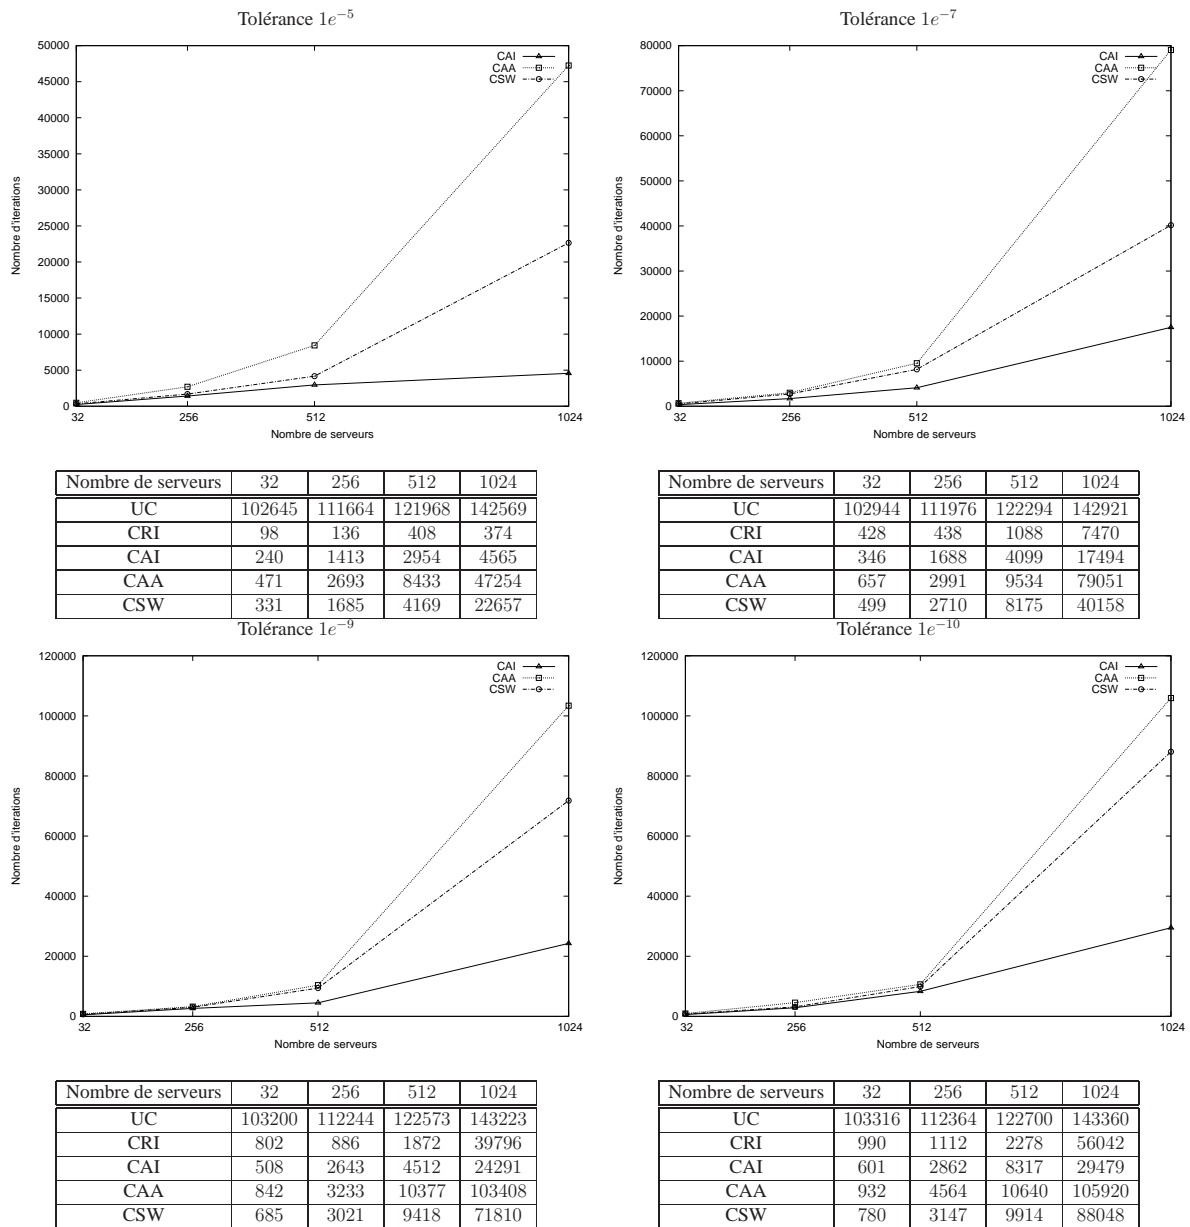 Tolérance 1e⁻⁵
50000
45000
40000
35000
30000
25000
20000
15000
10000
5000
0
32 256 512 1024
Nombre d'iterations
Nombre de serveurs
CAI
CAA
CSW
Tolérance 1e⁻⁷
80000
70000
60000
50000
40000
30000
20000
10000
0
32 256 512 1024
Nombre d'iterations
Nombre de serveurs
CAI
CAA
CSW
Nombre de serveurs 32 256 512 1024
UC 102645 111664 121968 142569
CRI 98 136 408 374
CAI 240 1413 2954 4565
CAA 471 2693 8433 47254
CSW 331 1685 4169 22657
Nombre de serveurs 32 256 512 1024
UC 102944 111976 122294 142921
CRI 428 438 1088 7470
CAI 346 1688 4099 17494
CAA 657 2991 9534 79051
CSW 499 2710 8175 40158
Tolérance 1e⁻⁹
120000
100000
80000
60000
40000
20000
0
32 256 512 1024
Nombre d'iterations
Nombre de serveurs
CAI
CAA
CSW
Tolérance 1e⁻¹⁰
120000
100000
80000
60000
40000
20000
0
32 256 512 1024
Nombre d'iterations
Nombre de serveurs
CAI
CAA
CSW
Nombre de serveurs 32 256 512 1024
UC 103200 112244 122573 143223
CRI 802 886 1872 39796
CAI 508 2643 4512 24291
CAA 842 3233 10377 103408
CSW 685 3021 9418 71810
Nombre de serveurs 32 256 512 1024
UC 103316 112364 122700 143360
CRI 990 1112 2278 56042
CAI 601 2862 8317 29479
CAA 932 4564 10640 105920
CSW 780 3147 9914 88048